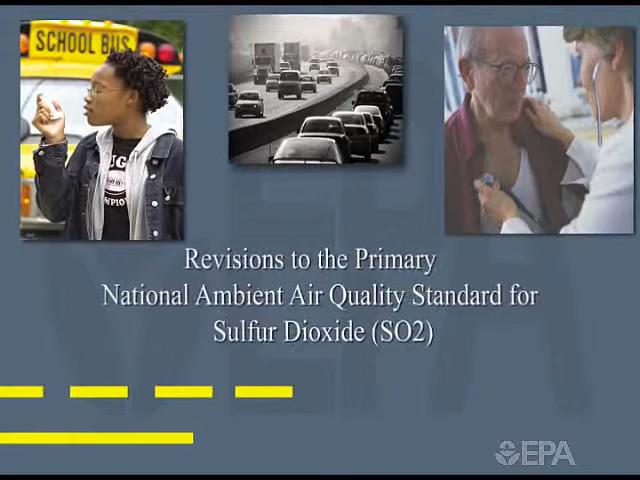 SCHOOL BUS
Revisions to the Primary
National Ambient Air Quality Standard for
Sulfur Dioxide (SO2)
EPA